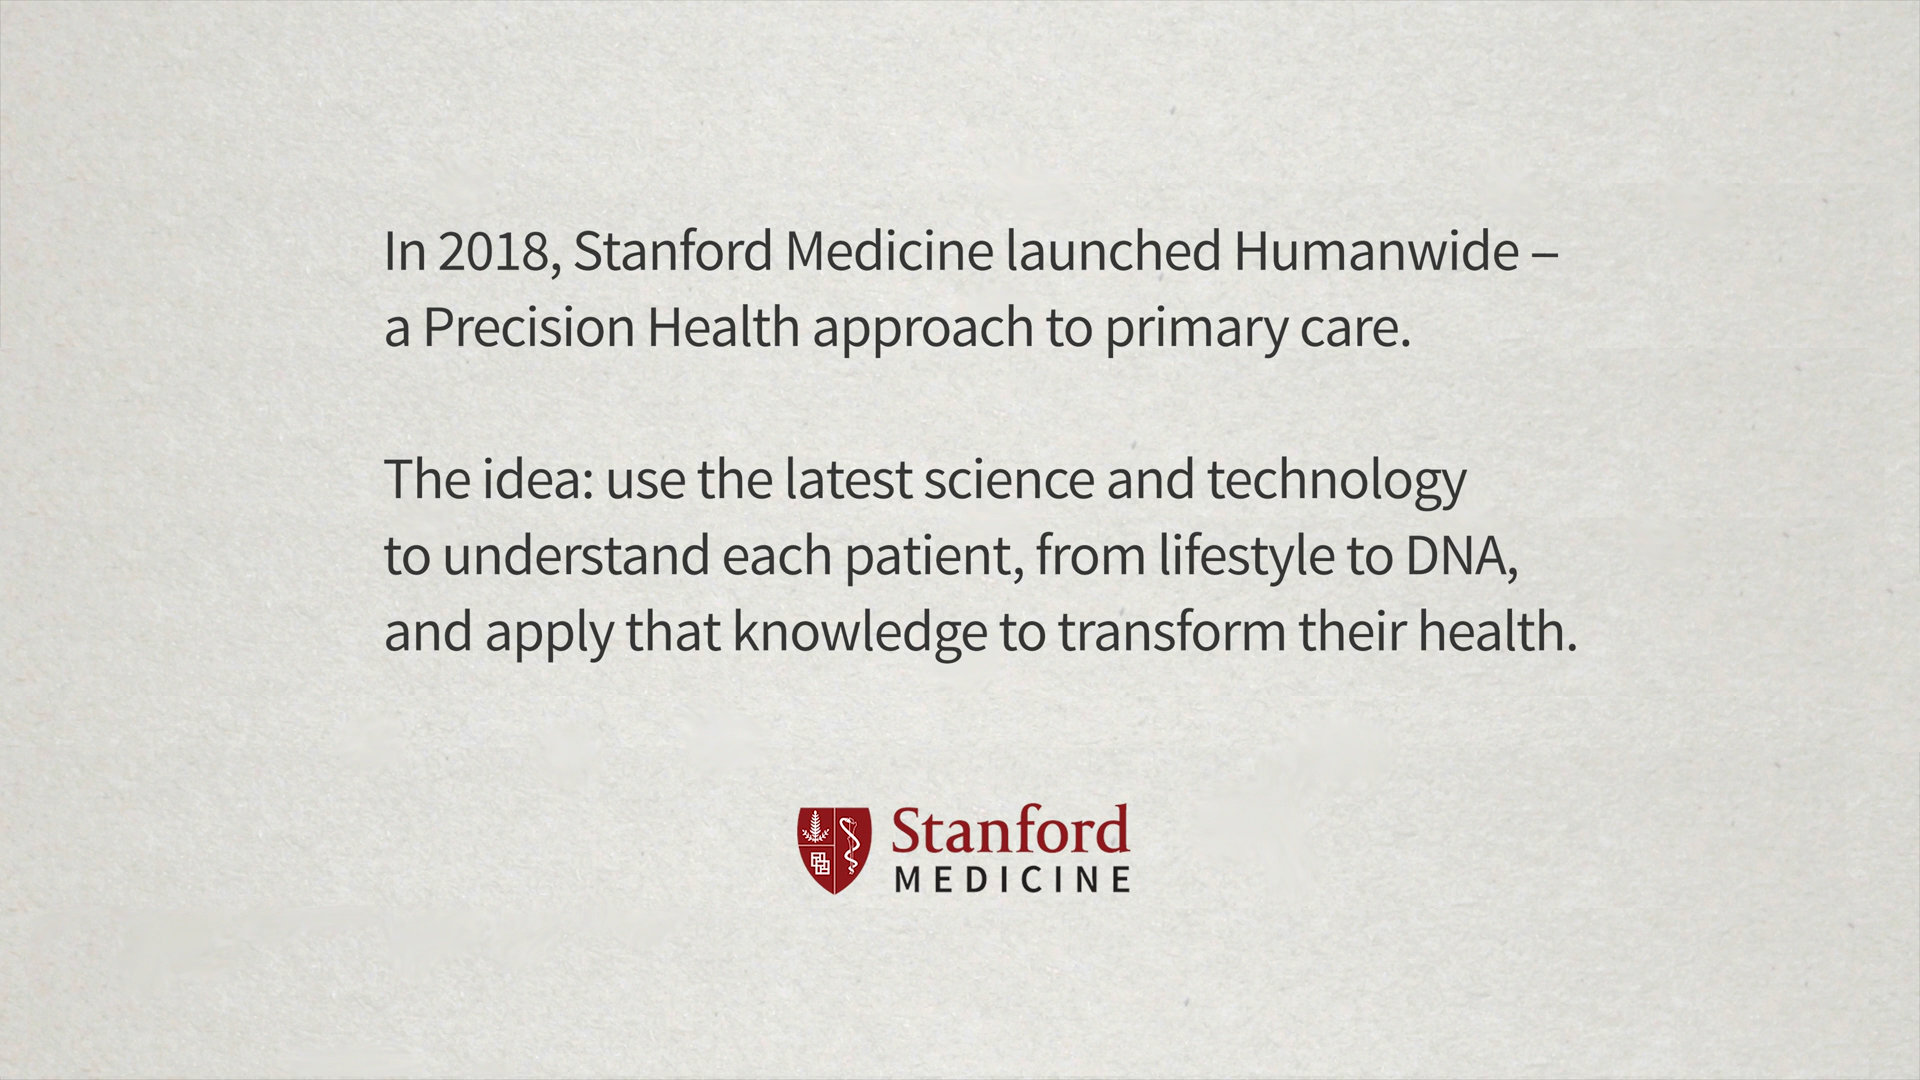 In 2018, Stanford Medicine launched Humanwide –
a Precision Health approach to primary care.
The idea: use the latest science and technology
to understand each patient, from lifestyle to DNA,
and apply that knowledge to transform their health.
Stanford
MEDICINE